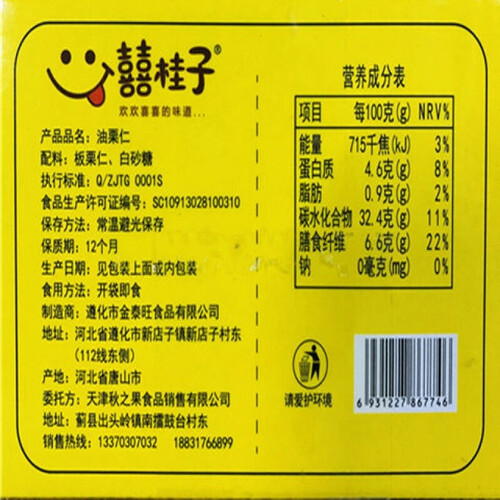 囍桂子®
欢欢喜喜的味道...
产品品名：油栗仁
配料：板栗仁、白砂糖
执行标准：Q/ZJTG 0001S
食品生产许可证编号：SC10913028100310
保存方法：常温避光保存
保质期：12个月
生产日期：见包装上面或内包装
食用方法：开袋即食
制造商：遵化市金泰旺食品有限公司
地址：河北省遵化市新店子镇新店子村东
（112线东侧）
产地：河北省唐山市
委托方：天津秋之果食品销售有限公司
地址：蓟县出头岭镇南擂鼓台村东
销售热线：13370307032 18831766899
营养成分表
项目 每100克(g) NRV%
能量 715千焦(kJ) 3%
蛋白质 4.6克(g) 8%
脂肪 0.9克(g) 2%
碳水化合物 32.4克(g) 11%
膳食纤维 6.6克(g) 22%
钠 0毫克(mg) 0%
请爱护环境
6 931227 867746